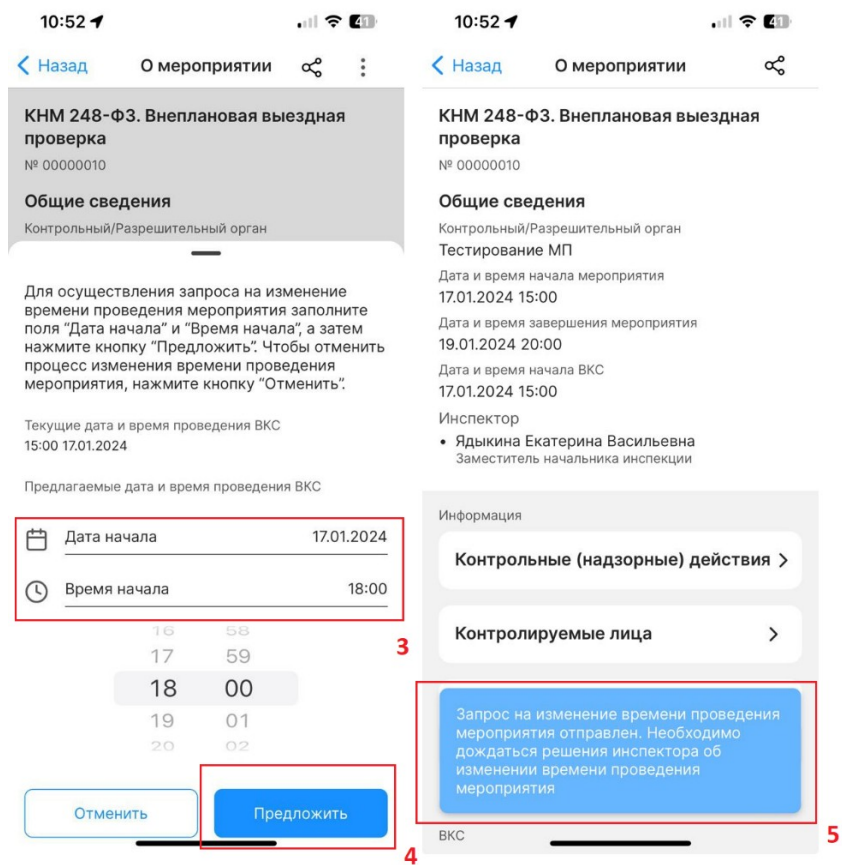 10:52
41
Назад
О мероприятии
КНМ 248-ФЗ. Внеплановая выездная
проверка
№ 00000010
Общие сведения
Контрольный/Разрешительный орган
Для осуществления запроса на изменение
времени проведения мероприятия заполните
поля “Дата начала” и “Время начала”, а затем
нажмите кнопку “Предложить”. Чтобы отменить
процесс изменения времени проведения
мероприятия, нажмите кнопку “Отменить”.
Текущие дата и время проведения ВКС
15:00 17.01.2024
Предлагаемые дата и время проведения ВКС
Дата начала 17.01.2024
Время начала 18:00
3
16 58
17 59
18 00
19 01
20 02
Отменить
Предложить
4
10:52
41
Назад
О мероприятии
КНМ 248-ФЗ. Внеплановая выездная
проверка
№ 00000010
Общие сведения
Контрольный/Разрешительный орган
Тестирование МП
Дата и время начала мероприятия
17.01.2024 15:00
Дата и время завершения мероприятия
19.01.2024 20:00
Дата и время начала ВКС
17.01.2024 15:00
Инспектор
• Ядыкина Екатерина Васильевна
Заместитель начальника инспекции
Информация
Контрольные (надзорные) действия
Контролируемые лица
Запрос на изменение времени проведения
мероприятия отправлен. Необходимо
дождаться решения инспектора об
изменении времени проведения
мероприятия
5
ВКС